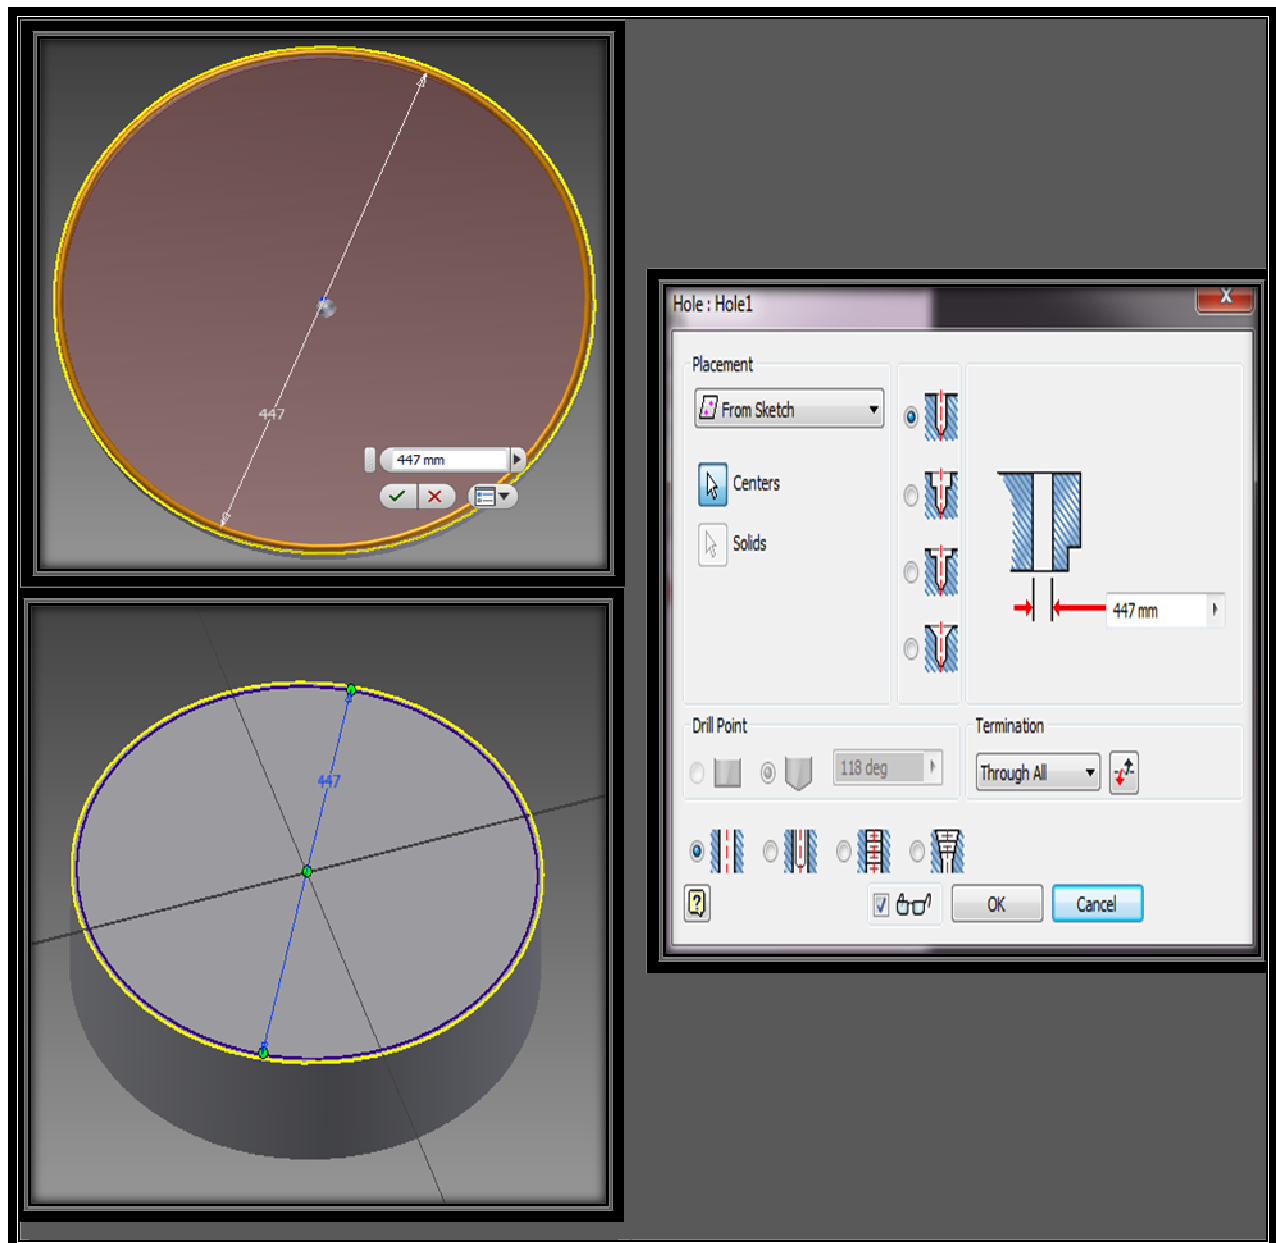 447
447 mm
447
Hole : Hole1
X
Placement
From Sketch
Centers
Solids
447 mm
Drill Point
118 deg
Termination
Through All
?
OK
Cancel